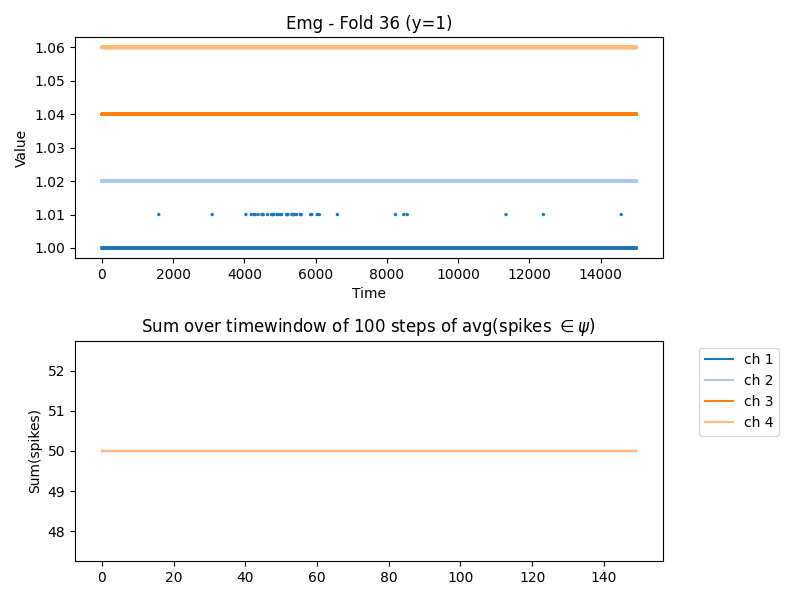 Emg - Fold 36 (y=1)
Value
1.06
1.05
1.04
1.03
1.02
1.01
1.00
0 2000 4000 6000 8000 10000 12000 14000
Time
Sum over timewindow of 100 steps of avg(spikes ∈ψ)
Sum(spikes)
52
51
50
49
48
0 20 40 60 80 100 120 140
ch 1
ch 2
ch 3
ch 4